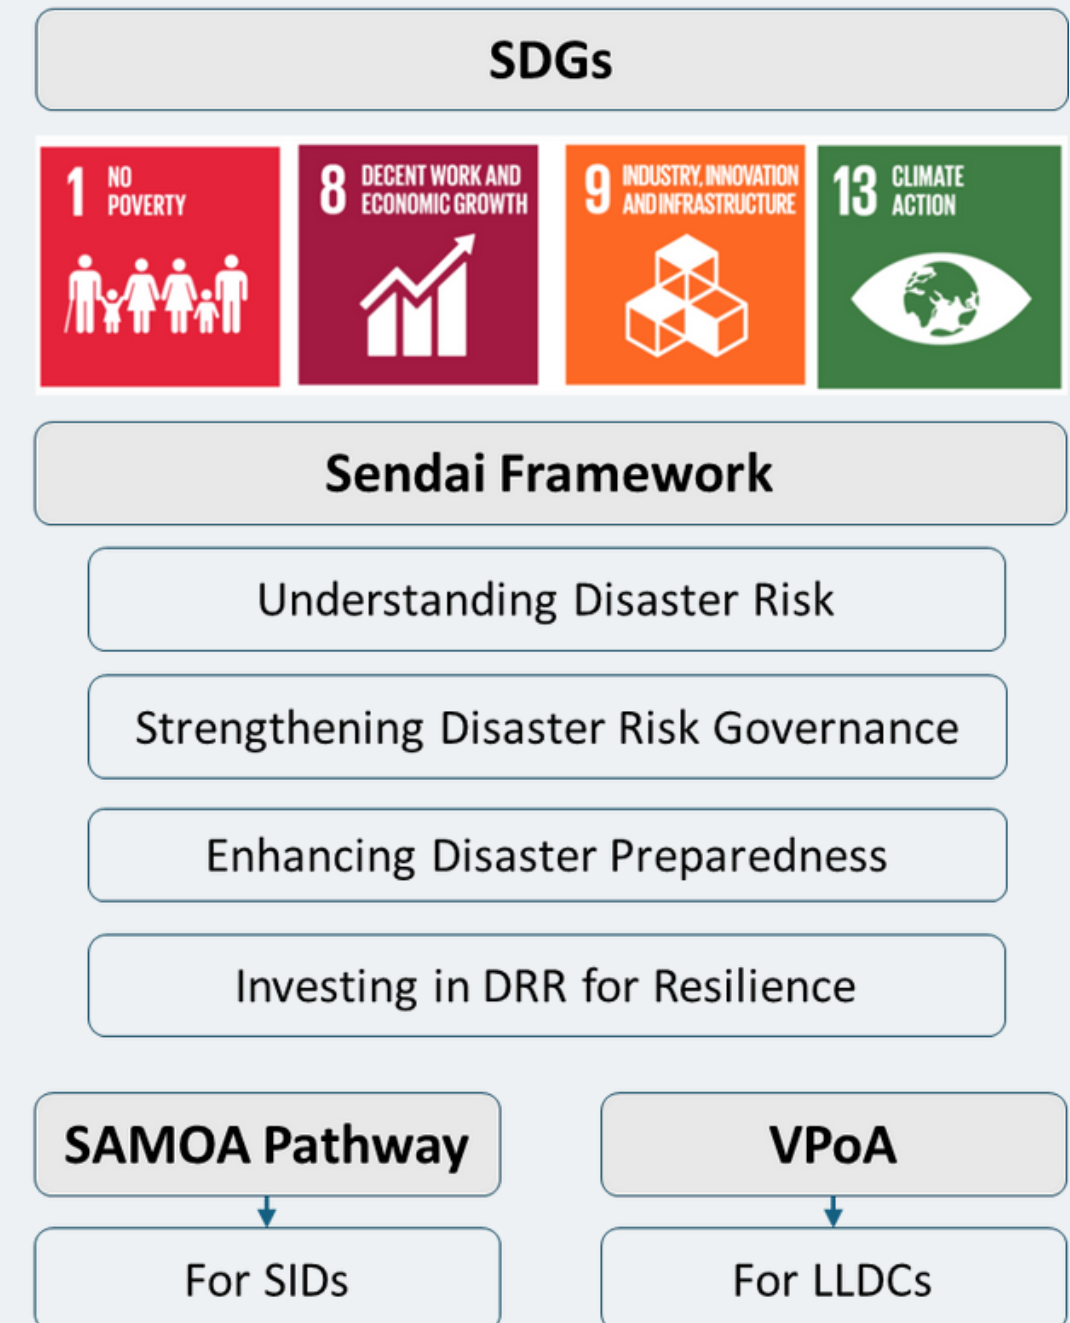 SDGs
1 NO
POVERTY
8 DECENT WORK AND
ECONOMIC GROWTH
9 INDUSTRY, INNOVATION
AND INFRASTRUCTURE
13 CLIMATE
ACTION
Sendai Framework
Understanding Disaster Risk
Strengthening Disaster Risk Governance
Enhancing Disaster Preparedness
Investing in DRR for Resilience
SAMOA Pathway
VPoA
For SIDs
For LLDCs